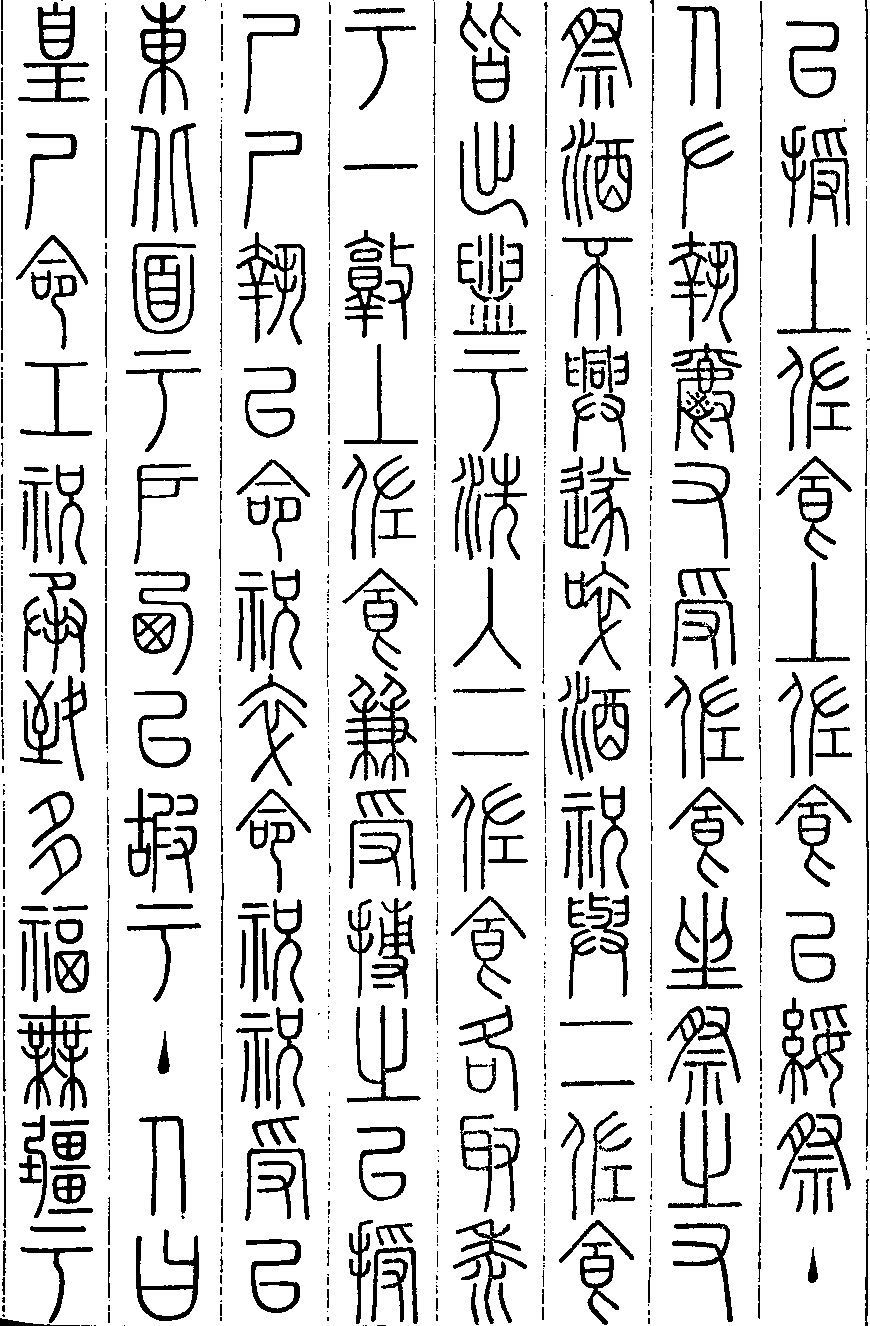 以授上佐食上佐食以綏祭主
人左執爵右受佐食坐祭之又
祭酒不興遂啐酒祝與二佐食
皆出盥于洗入二佐食各取黍
于一敦上佐食兼受摶之以授
尸尸執以命祝卒命祝祝受以
東北面于戶西以嘏于主人曰
皇尸命工祝承致多福無疆于